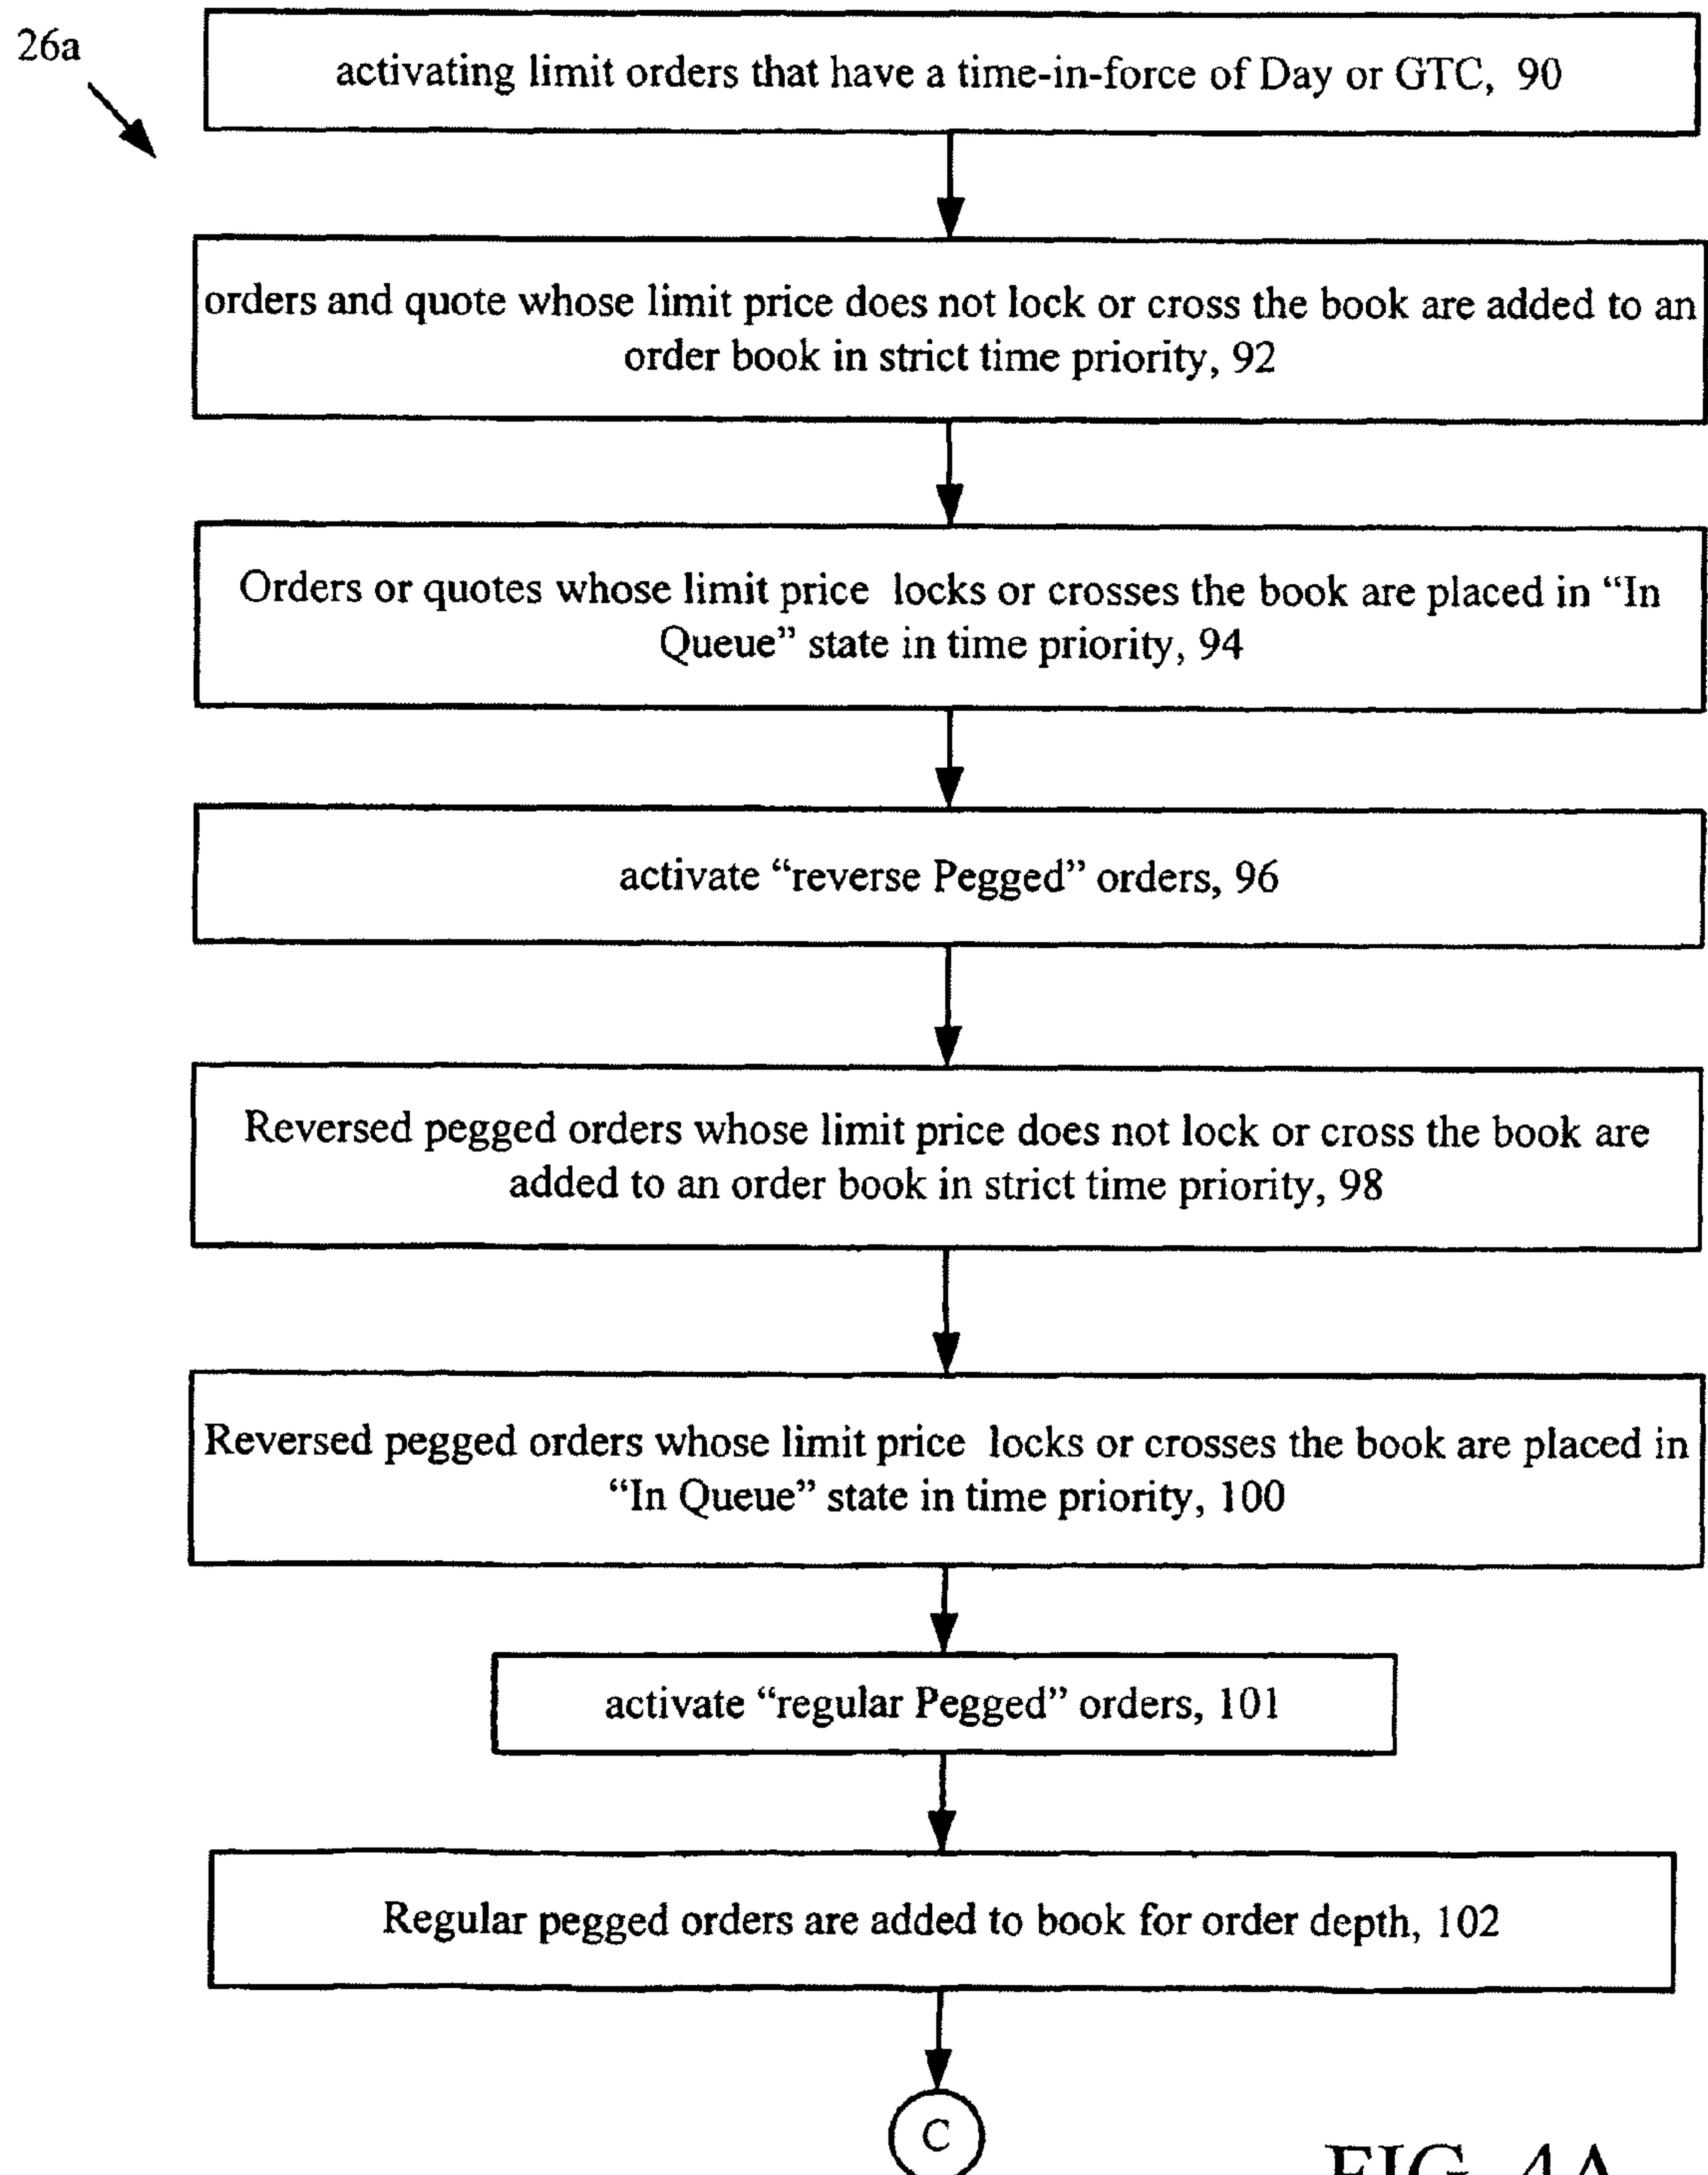 26a
activating limit orders that have a time-in-force of Day or GTC, 90
orders and quote whose limit price does not lock or cross the book are added to an
order book in strict time priority, 92
Orders or quotes whose limit price locks or crosses the book are placed in “In
Queue” state in time priority, 94
activate “reverse Pegged” orders, 96
Reversed pegged orders whose limit price does not lock or cross the book are
added to an order book in strict time priority, 98
Reversed pegged orders whose limit price locks or crosses the book are placed in
“In Queue” state in time priority, 100
activate “regular Pegged” orders, 101
Regular pegged orders are added to book for order depth, 102
C
FIG. 4A